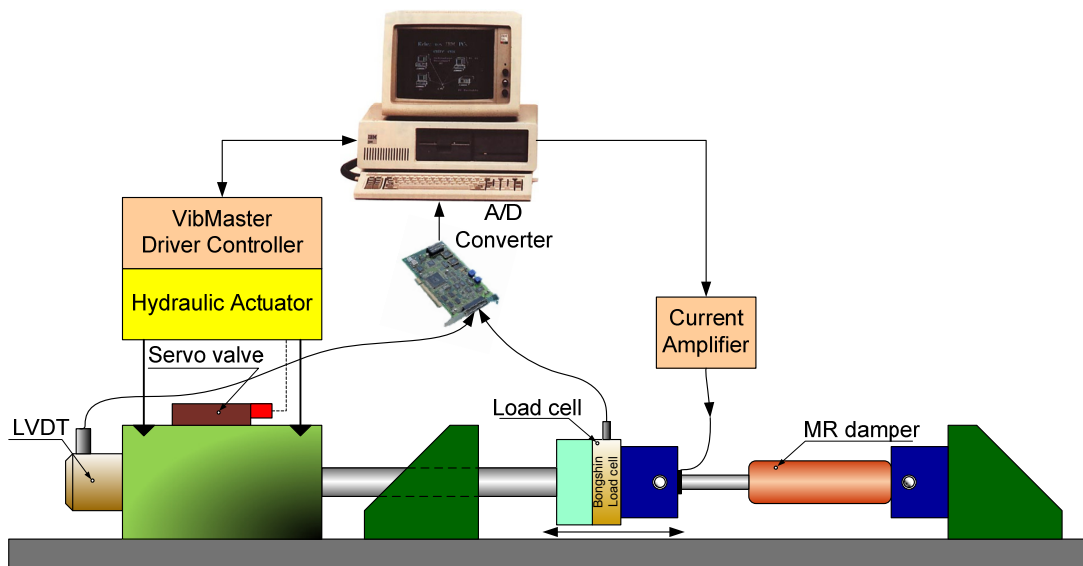 A/D
Converter
VibMaster
Driver Controller
Hydraulic Actuator
Servo valve
LVDT
Current
Amplifier
Load cell
Bongshin
Load cell
MR damper